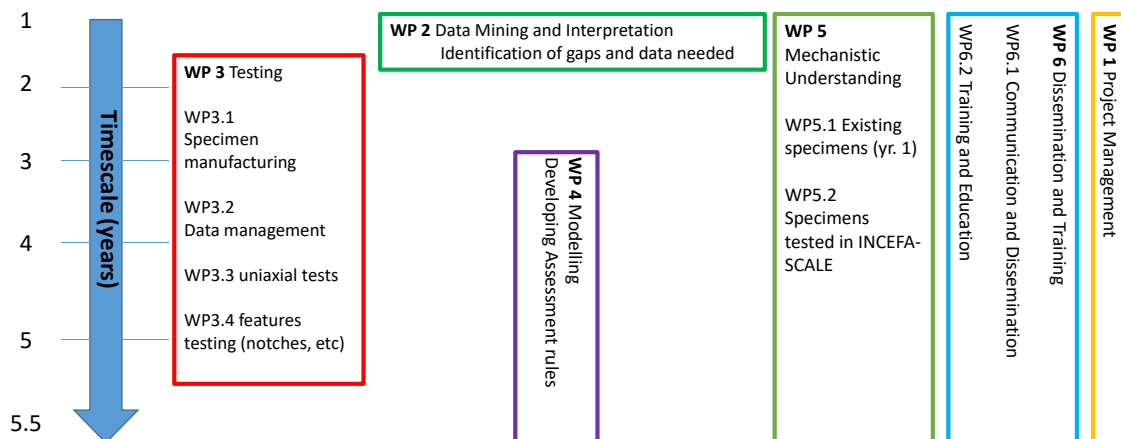 1
2
3
4
5
5.5
Timescale (years)
WP 3 Testing
WP3.1
Specimen
manufacturing
WP3.2
Data management
WP3.3 uniaxial tests
WP3.4 features
testing (notches, etc)
WP 2 Data Mining and Interpretation
Identification of gaps and data needed
WP 4 Modelling
Developing Assessment rules
WP 5
Mechanistic
Understanding
WP5.1 Existing
specimens (yr. 1)
WP5.2
Specimens
tested in INCEFA-
SCALE
WP 6 Dissemination and Training
WP6.1 Communication and Dissemination
WP6.2 Training and Education
WP 1 Project Management